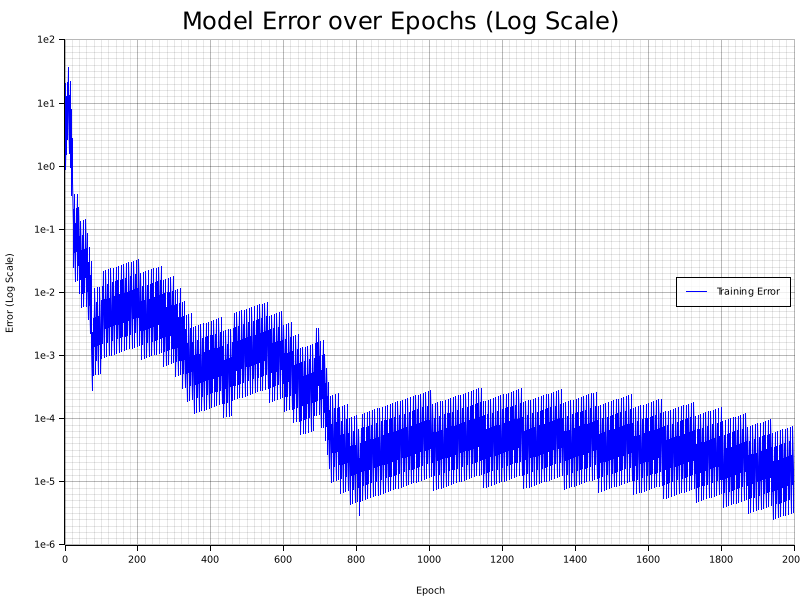 Model Error over Epochs (Log Scale)
1e2
1e1
1e0
1e-1
1e-2
1e-3
1e-4
1e-5
1e-6
Error (Log Scale)
Training Error
0 200 400 600 800 1000 1200 1400 1600 1800 200
Epoch